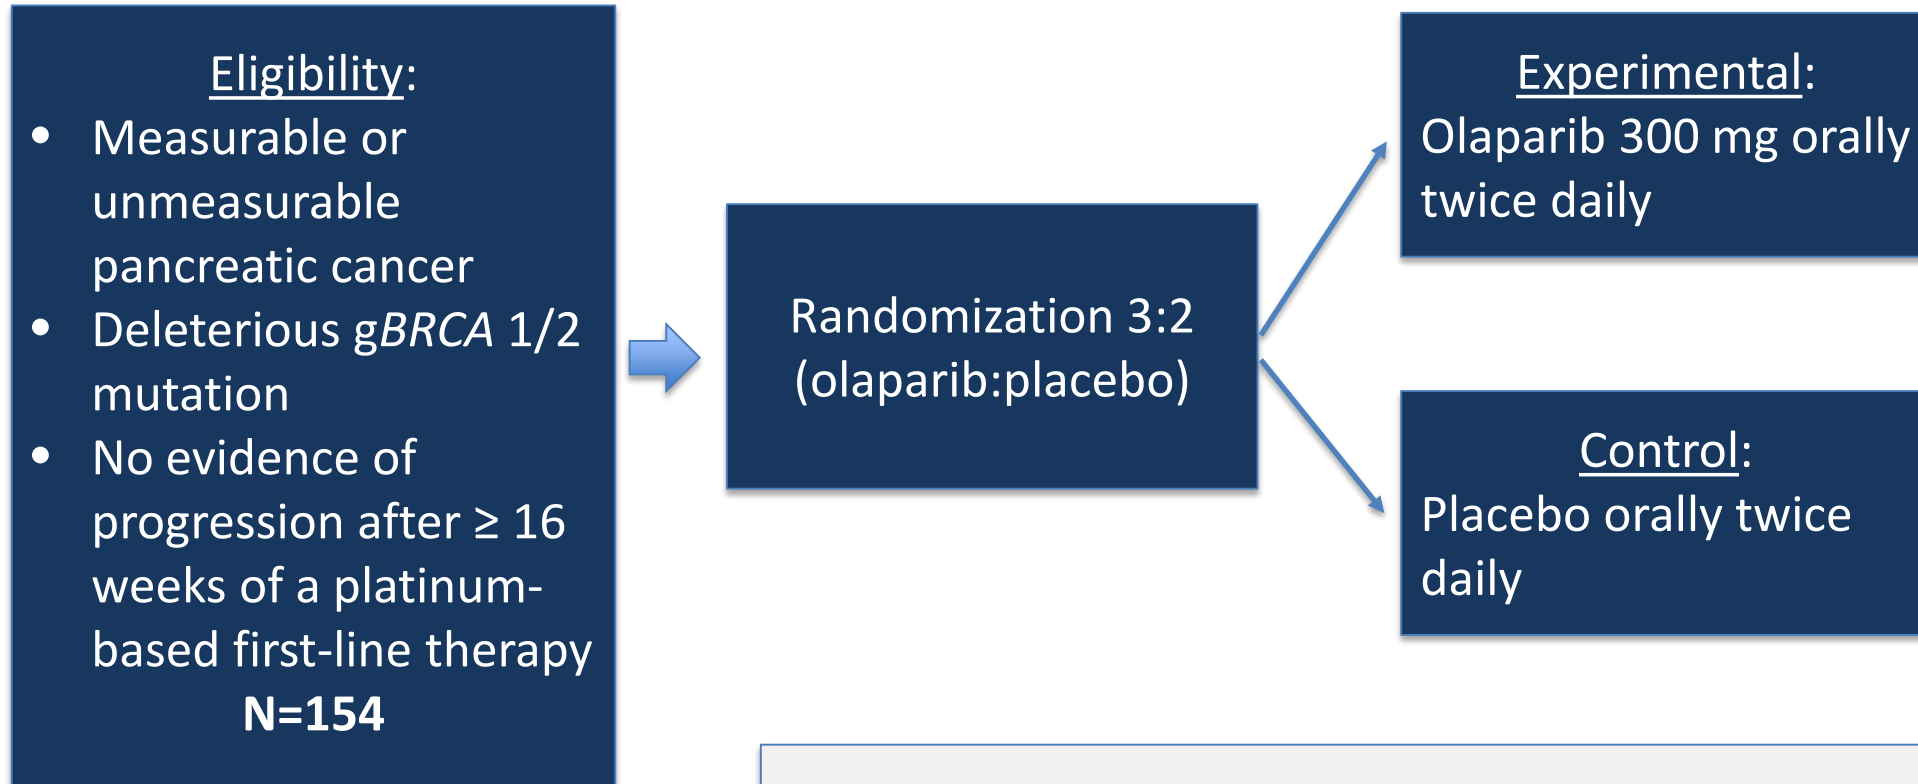 Eligibility:
• Measurable or
unmeasurable
pancreatic cancer
• Deleterious gBRCA 1/2
mutation
• No evidence of
progression after ≥ 16
weeks of a platinum-
based first-line therapy
N=154
Randomization 3:2
(olaparib:placebo)
Experimental:
Olaparib 300 mg orally
twice daily
Control:
Placebo orally twice
daily